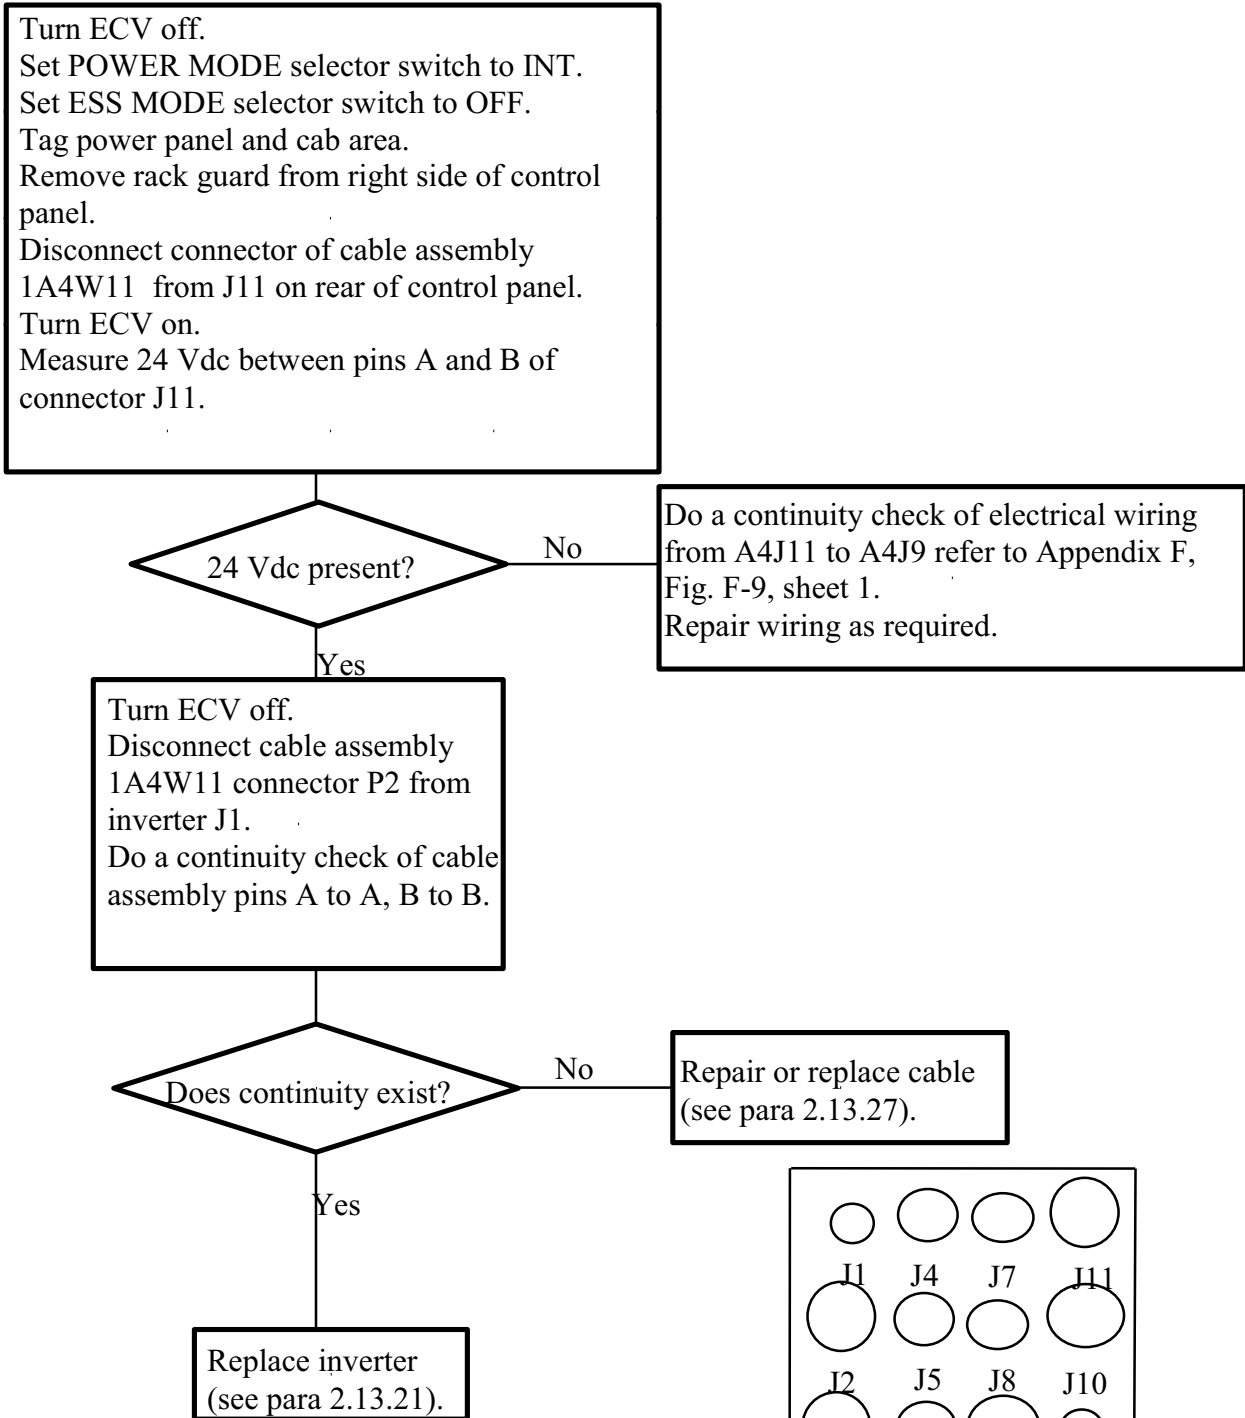 Turn ECV off.
Set POWER MODE selector switch to INT.
Set ESS MODE selector switch to OFF.
Tag power panel and cab area.
Remove rack guard from right side of control
panel.
Disconnect connector of cable assembly
1A4W11 from J11 on rear of control panel.
Turn ECV on.
Measure 24 Vdc between pins A and B of
connector J11.
24 Vdc present?
No
Do a continuity check of electrical wiring
from A4J11 to A4J9 refer to Appendix F,
Fig. F-9, sheet 1.
Repair wiring as required.
Yes
Turn ECV off.
Disconnect cable assembly
1A4W11 connector P2 from
inverter J1.
Do a continuity check of cable
assembly pins A to A, B to B.
Does continuity exist?
No
Repair or replace cable
(see para 2.13.27).
Yes
Replace inverter
(see para 2.13.21).
J1 J4 J7 J11
J2 J5 J8 J10